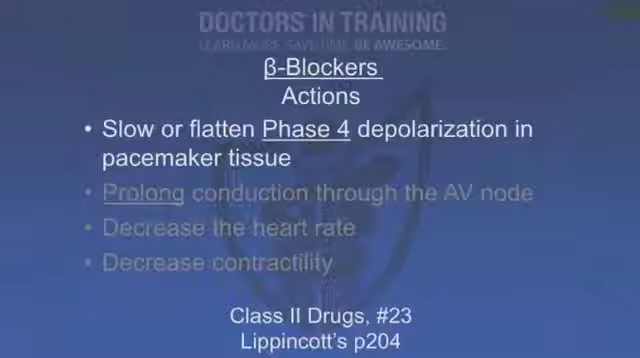 DOCTORS IN TRAINING
LEARN MORE. SAVE TIME. BE AWESOME.
β-Blockers
Actions
• Slow or flatten Phase 4 depolarization in
pacemaker tissue
• Prolong conduction through the AV node
• Decrease the heart rate
• Decrease contractility
Class II Drugs, #23
Lippincott's p204